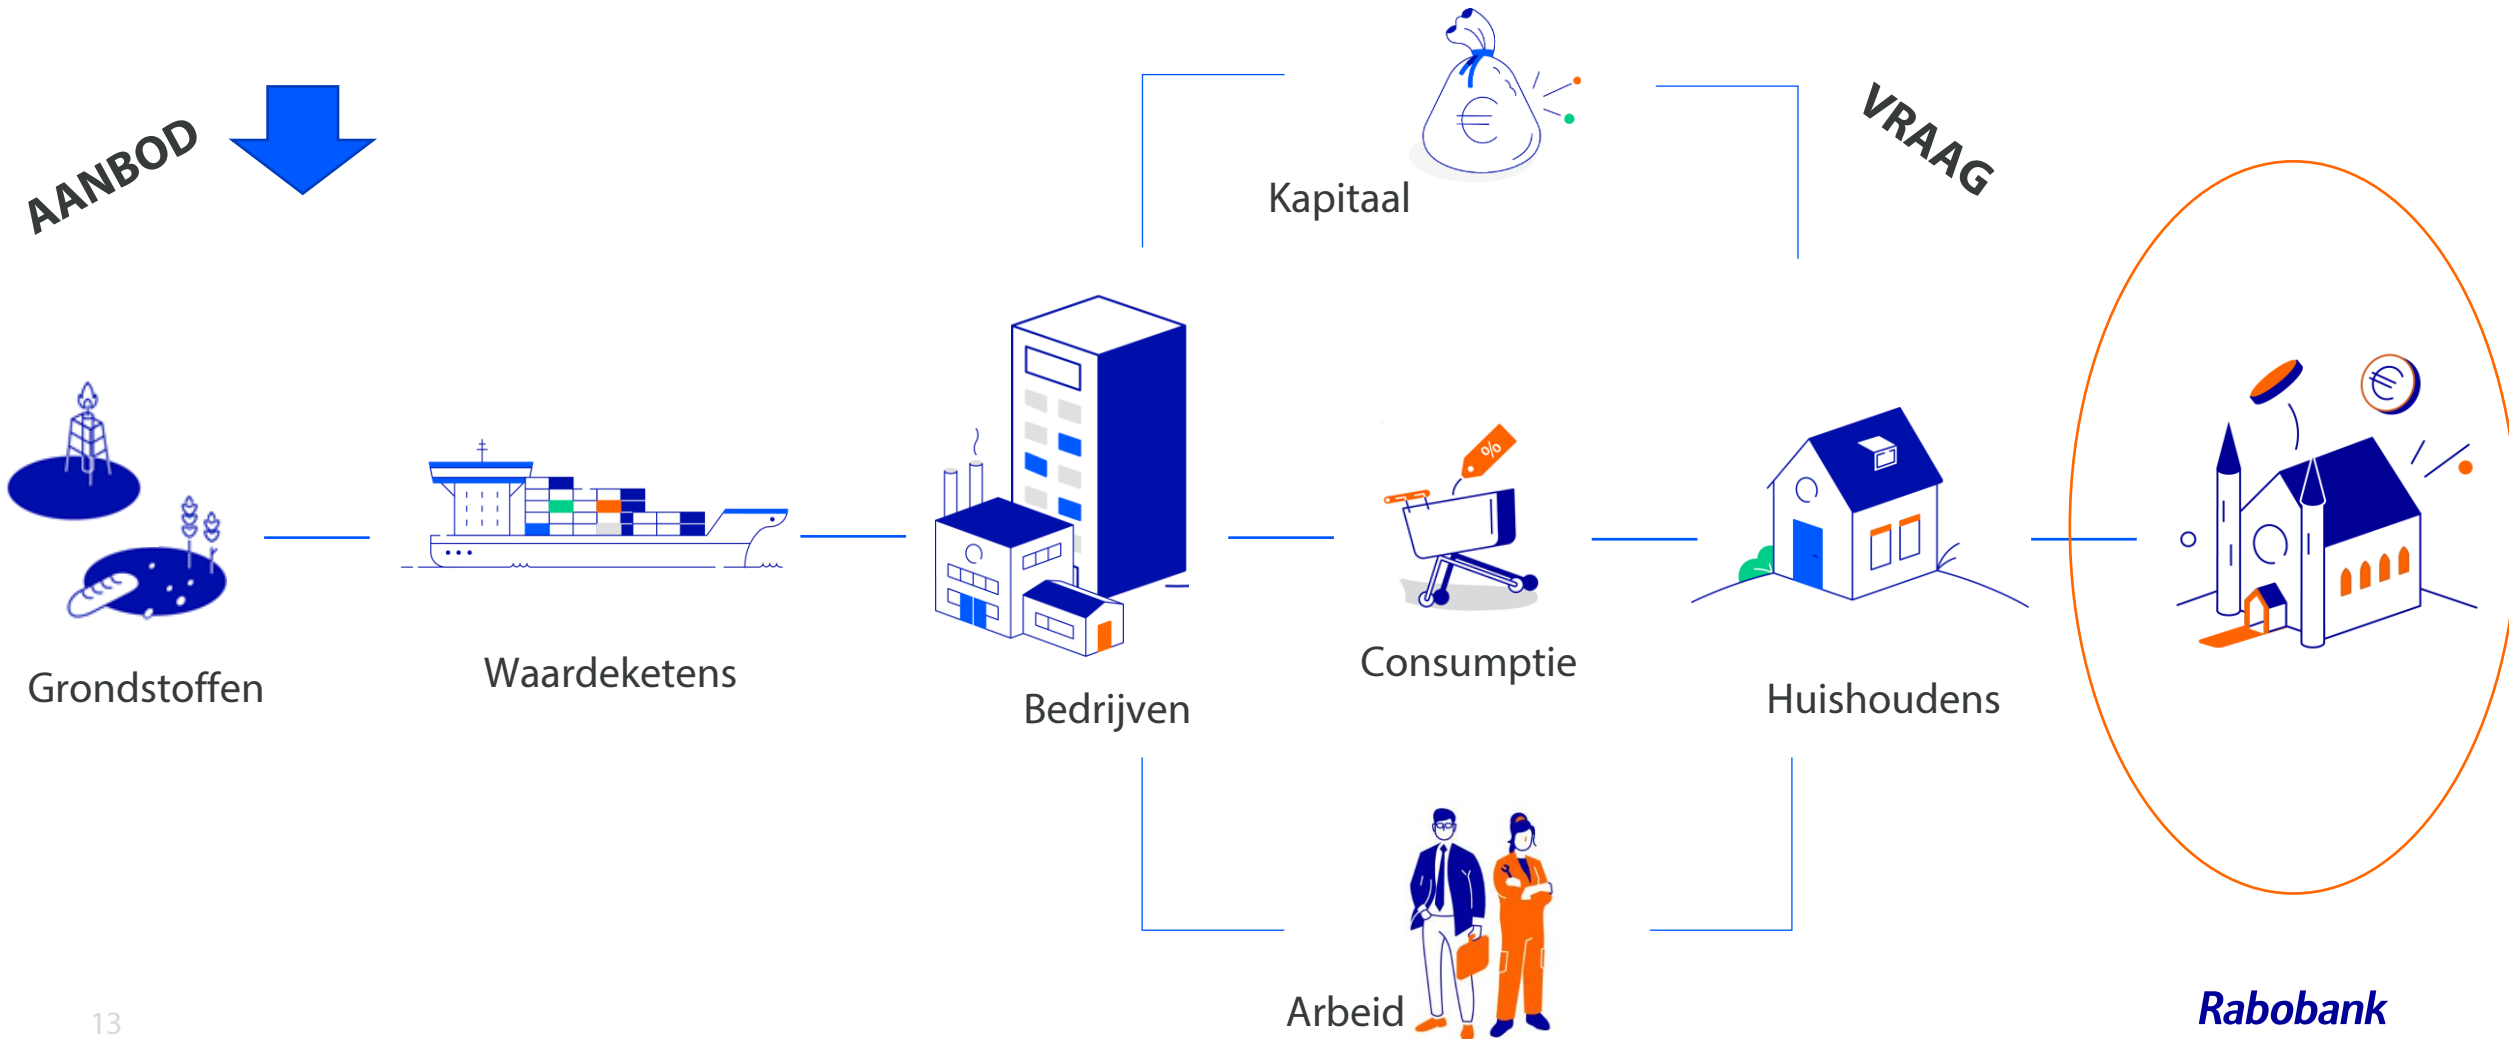 AANBOD
VRAAG
Kapitaal
€
€
%
Grondstoffen
Waardeketens
Bedrijven
Consumptie
Huishoudens
Arbeid
13
Rabobank